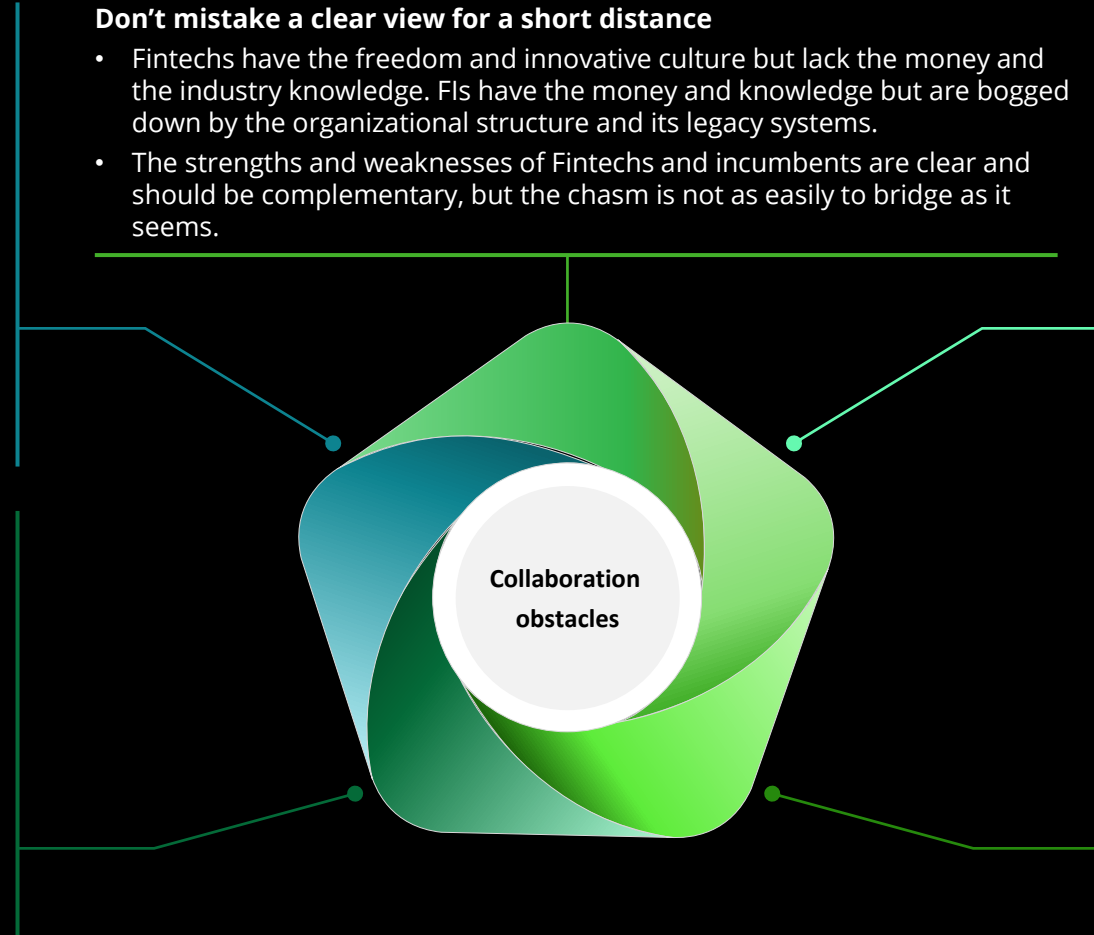 Don’t mistake a clear view for a short distance
• Fintechs have the freedom and innovative culture but lack the money and
the industry knowledge. FIs have the money and knowledge but are bogged
down by the organizational structure and its legacy systems.
• The strengths and weaknesses of Fintechs and incumbents are clear and
should be complementary, but the chasm is not as easily to bridge as it
seems.
Collaboration
obstacles